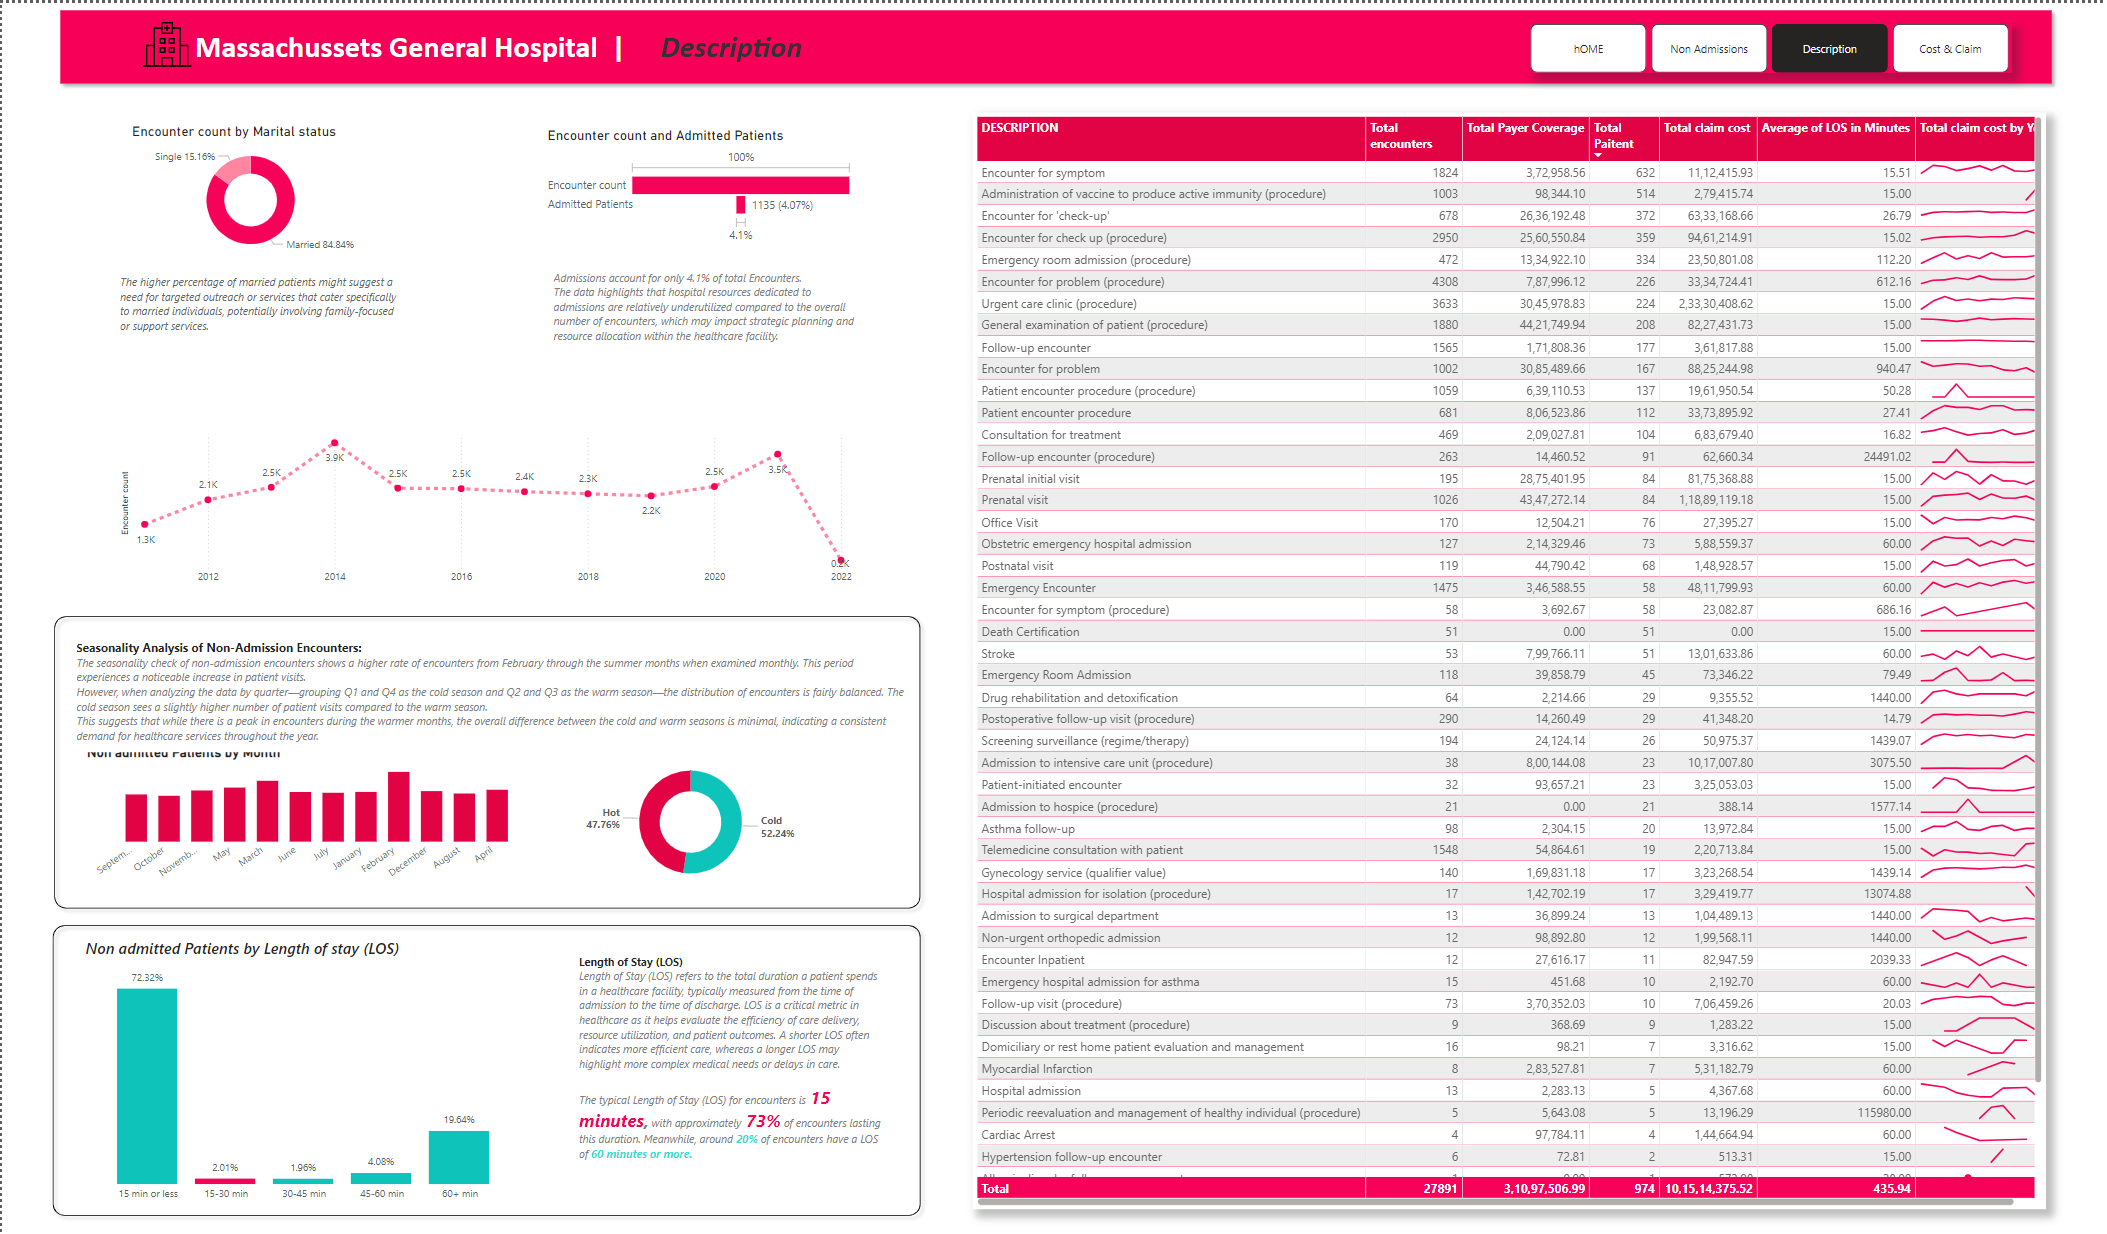 Massachussets General Hospital | Description
hOME
Non Admissions
Description
Cost & Claim
Encounter count by Marital status
Single 15.16%
Married 84.84%
The higher percentage of married patients might suggest a
need for targeted outreach or services that cater specifically
to married individuals, potentially involving family-focused
or support services.
Encounter count and Admitted Patients
100%
Encounter count
Admitted Patients
1135 (4.07%)
4.1%
Admissions account for only 4.1% of total Encounters.
The data highlights that hospital resources dedicated to
admissions are relatively underutilized compared to the overall
number of encounters, which may impact strategic planning and
resource allocation within the healthcare facility.
Encounter count
1.3K
2.1K
2.5K
3.9K
2.5K
2.5K
2.4K
2.3K
2.2K
2.5K
3.5K
0.2K
2012
2014
2016
2018
2020
2022
Seasonality Analysis of Non-Admission Encounters:
The seasonality check of non-admission encounters shows a higher rate of encounters from February through the summer months when examined monthly. This period
experiences a noticeable increase in patient visits.
However, when analyzing the data by quarter—grouping Q1 and Q4 as the cold season and Q2 and Q3 as the warm season—the distribution of encounters is fairly balanced. The
cold season sees a slightly higher number of patient visits compared to the warm season.
This suggests that while there is a peak in encounters during the warmer months, the overall difference between the cold and warm seasons is minimal, indicating a consistent
demand for healthcare services throughout the year.
Non admitted Patients by Month
Septem...
October
Novemb...
May
March
June
July
January
February
December
August
April
Hot
47.76%
Cold
52.24%
Non admitted Patients by Length of stay (LOS)
72.32%
2.01%
1.96%
4.08%
19.64%
15 min or less
15-30 min
30-45 min
45-60 min
60+ min
Length of Stay (LOS)
Length of Stay (LOS) refers to the total duration a patient spends
in a healthcare facility, typically measured from the time of
admission to the time of discharge. LOS is a critical metric in
healthcare as it helps evaluate the efficiency of care delivery,
resource utilization, and patient outcomes. A shorter LOS often
indicates more efficient care, whereas a longer LOS may
highlight more complex medical needs or delays in care.
The typical Length of Stay (LOS) for encounters is 15
minutes, with approximately 73% of encounters lasting
this duration. Meanwhile, around 20% of encounters have a LOS
of 60 minutes or more.
DESCRIPTION Total encounters Total Payer Coverage Total Paitent Total claim cost Average of LOS in Minutes Total claim cost by Y
Encounter for symptom 1824 3,72,958.56 632 11,12,415.93 15.51
Administration of vaccine to produce active immunity (procedure) 1003 98,344.10 514 2,79,415.74 15.00
Encounter for 'check-up' 678 26,36,192.48 372 63,33,168.66 26.79
Encounter for check up (procedure) 2950 25,60,550.84 359 94,61,214.91 15.02
Emergency room admission (procedure) 472 13,34,922.10 334 23,50,801.08 112.20
Encounter for problem (procedure) 4308 7,87,996.12 226 33,34,724.41 612.16
Urgent care clinic (procedure) 3633 30,45,978.83 224 2,33,30,408.62 15.00
General examination of patient (procedure) 1880 44,21,749.94 208 82,27,431.73 15.00
Follow-up encounter 1565 1,71,808.36 177 3,61,817.88 15.00
Encounter for problem 1002 30,85,489.66 167 88,25,244.98 940.47
Patient encounter procedure (procedure) 1059 6,39,110.53 137 19,61,950.54 50.28
Patient encounter procedure 681 8,06,523.86 112 33,73,895.92 27.41
Consultation for treatment 469 2,09,027.81 104 6,83,679.40 16.82
Follow-up encounter (procedure) 263 14,460.52 91 62,660.34 24491.02
Prenatal initial visit 195 28,75,401.95 84 81,75,368.88 15.00
Prenatal visit 1026 43,47,272.14 84 1,18,89,119.18 15.00
Office Visit 170 12,504.21 76 27,395.27 15.00
Obstetric emergency hospital admission 127 2,14,329.46 73 5,88,559.37 60.00
Postnatal visit 119 44,790.42 68 1,48,928.57 15.00
Emergency Encounter 1475 3,46,588.55 58 48,11,799.93 60.00
Encounter for symptom (procedure) 58 3,692.67 58 23,082.87 686.16
Death Certification 51 0.00 51 0.00 15.00
Stroke 53 7,99,766.11 51 13,01,633.86 60.00
Emergency Room Admission 118 39,858.79 45 73,346.22 79.49
Drug rehabilitation and detoxification 64 2,214.66 29 9,355.52 1440.00
Postoperative follow-up visit (procedure) 290 14,260.49 29 41,348.20 14.79
Screening surveillance (regime/therapy) 194 24,124.14 26 50,975.37 1439.07
Admission to intensive care unit (procedure) 38 8,00,144.08 23 10,17,007.80 3075.50
Patient-initiated encounter 32 93,657.21 23 3,25,053.03 15.00
Admission to hospice (procedure) 21 0.00 21 388.14 1577.14
Asthma follow-up 98 2,304.15 20 13,972.84 15.00
Telemedicine consultation with patient 1548 54,864.61 19 2,20,713.84 15.00
Gynecology service (qualifier value) 140 1,69,831.18 17 3,23,268.54 1439.14
Hospital admission for isolation (procedure) 17 1,42,702.19 17 3,29,419.77 13074.88
Admission to surgical department 13 36,899.24 13 1,04,489.13 1440.00
Non-urgent orthopedic admission 12 98,892.80 12 1,99,568.11 1440.00
Encounter Inpatient 12 27,616.17 11 82,947.59 2039.33
Emergency hospital admission for asthma 15 451.68 10 2,192.70 60.00
Follow-up visit (procedure) 73 3,70,352.03 10 7,06,459.26 20.03
Discussion about treatment (procedure) 9 368.69 9 1,283.22 15.00
Domiciliary or rest home patient evaluation and management 16 98.21 7 3,316.62 15.00
Myocardial Infarction 8 2,83,527.81 7 5,31,182.79 60.00
Hospital admission 13 2,283.13 5 4,367.68 60.00
Periodic reevaluation and management of healthy individual (procedure) 5 5,643.08 5 13,196.29 115980.00
Cardiac Arrest 4 97,784.11 4 1,44,664.94 60.00
Hypertension follow-up encounter 6 72.81 2 513.31 15.00
Total 27891 3,10,97,506.99 974 10,15,14,375.52 435.94